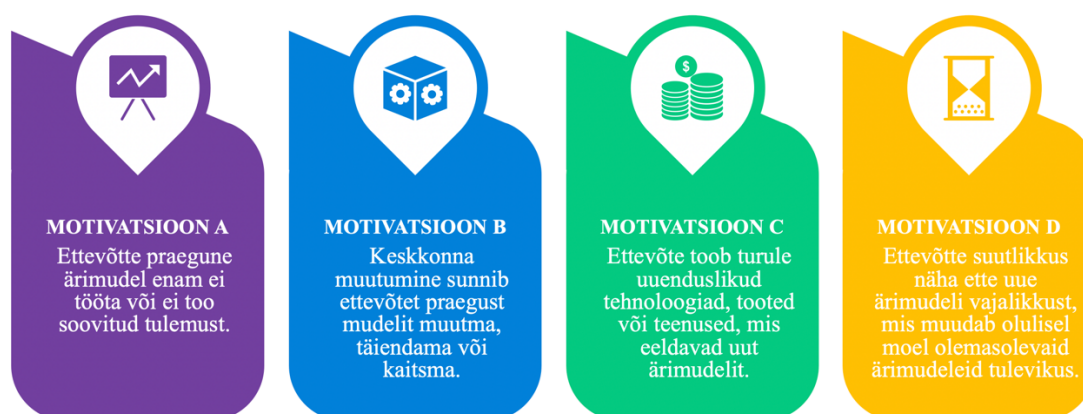 $
MOTIVATSIOON A
Ettevõtte praegune
ärimudel enam ei
tööta või ei too
soovitud tulemust.
MOTIVATSIOON B
Keskkonna
muutumine sunnib
ettevõtet praegust
mudelit muutma,
täiendama või
kaitsma.
MOTIVATSIOON C
Ettevõte toob turule
uuenduslikud
tehnoloogiad, tooted
või teenused, mis
eeldavad uut
ärimudelit.
MOTIVATSIOON D
Ettevõtte suutlikkus
näha ette uue
ärimudeli vajalikkust,
mis muudab olulisel
moel olemasolevaid
ärimudeleid tulevikus.